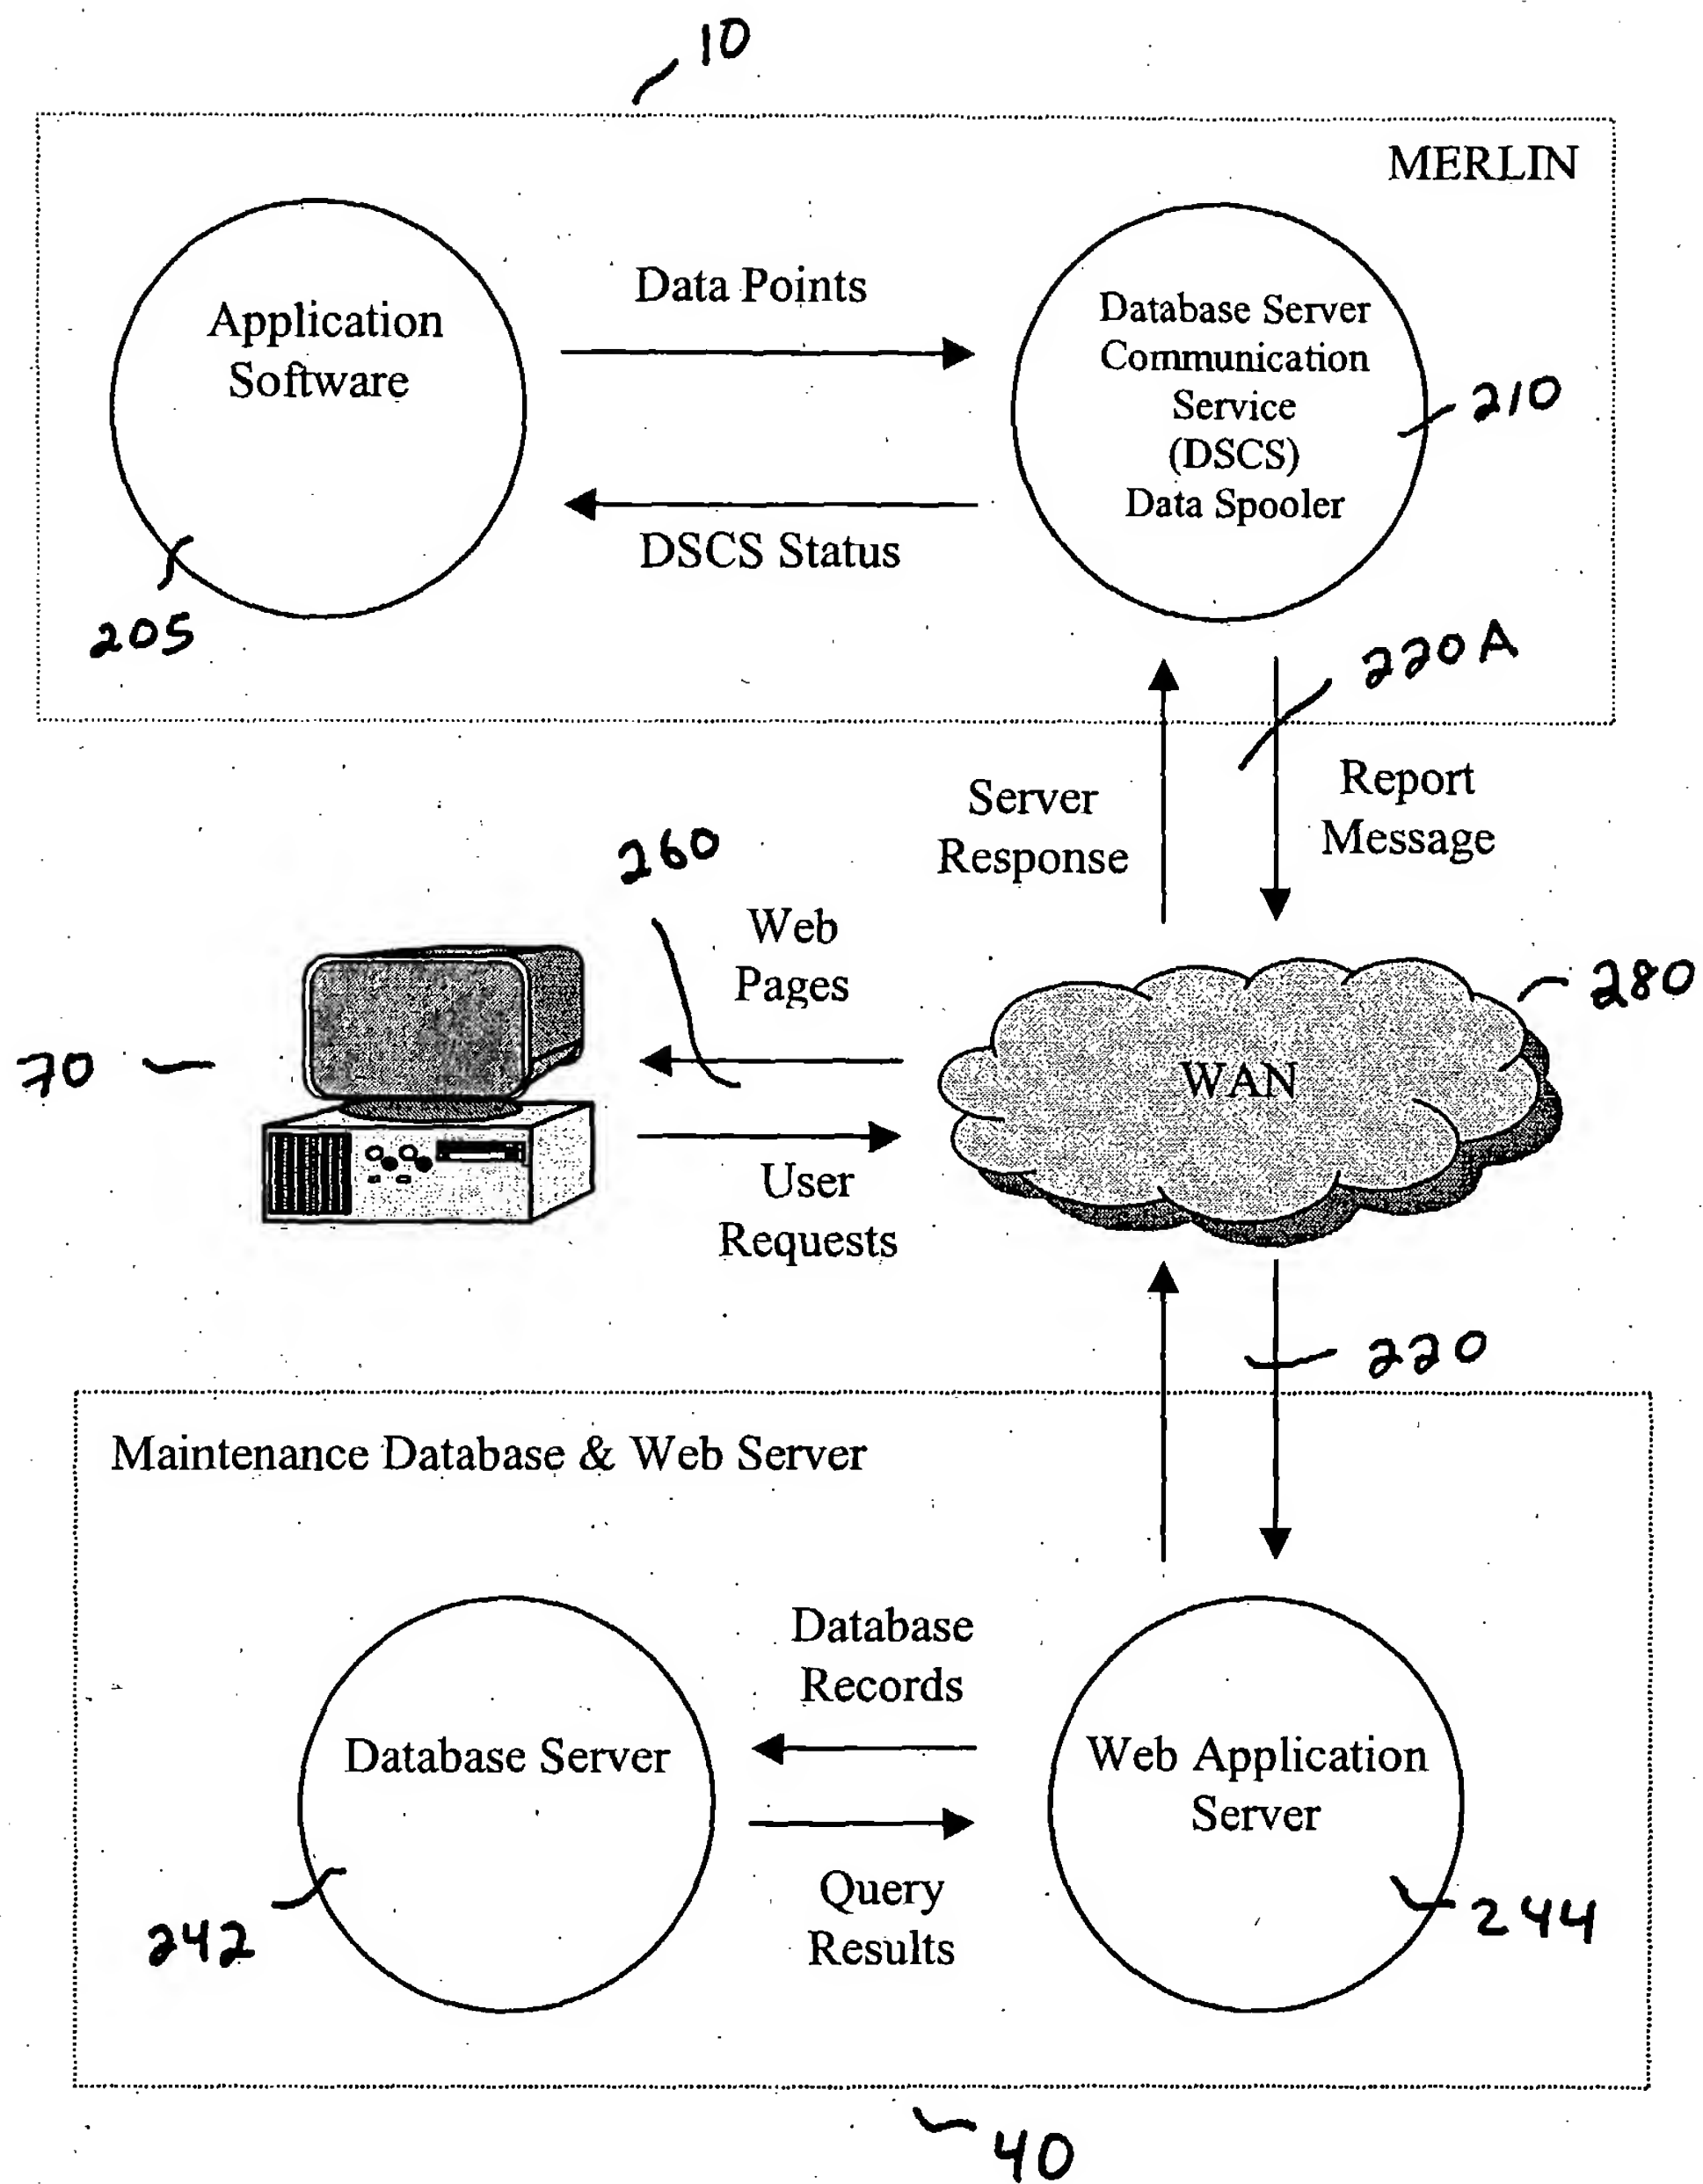 10
MERLIN
Application
Software
Data Points
Database Server
Communication
Service
(DSCS)
Data Spooler
210
DSCS Status
205
220A
Server
Response
Report
Message
260
Web
Pages
280
70
WAN
User
Requests
220
Maintenance Database & Web Server
Database
Records
Database Server
Web Application
Server
Query
Results
242
244
40